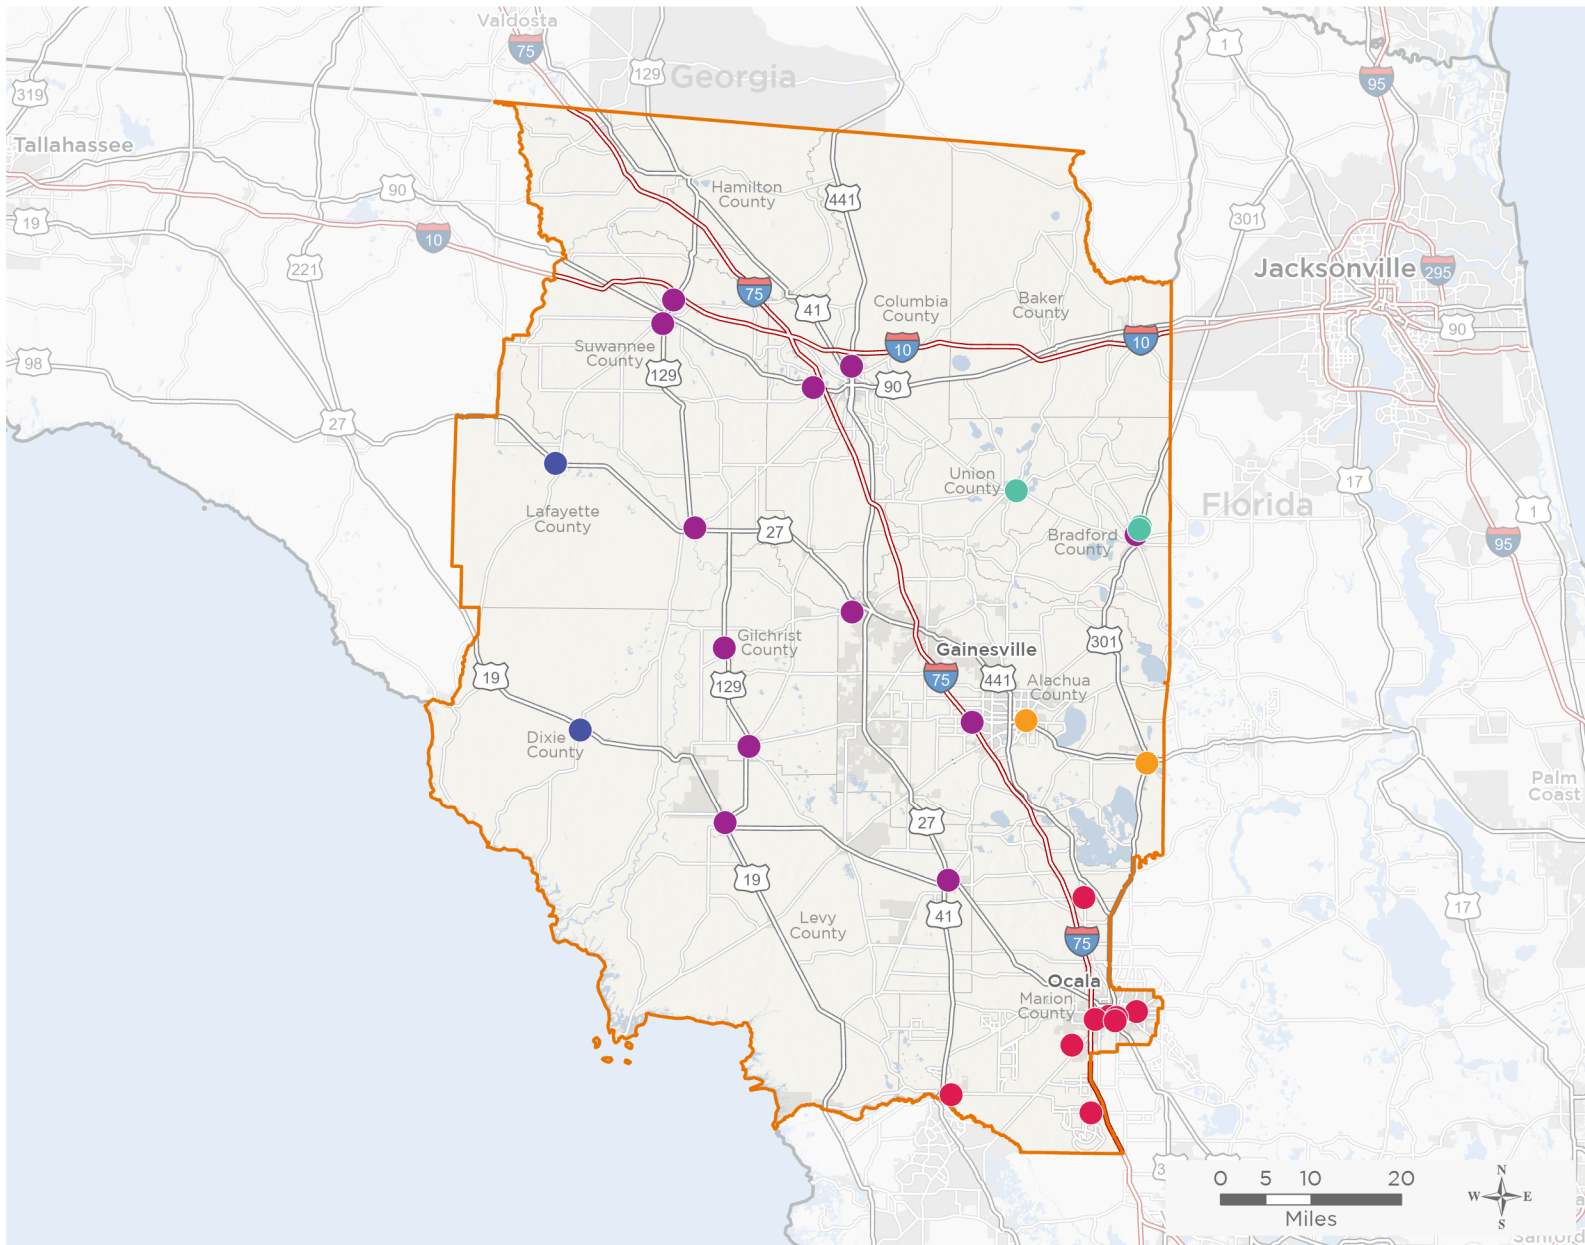 Valdosta
75
129
Georgia
1
95
319
Tallahassee
90
Hamilton
County
441
301
19
10
221
Jacksonville
295
75
41
Columbia
County
Baker
County
10
10
90
Suwannee
County
129
90
98
27
Union
County
17
Florida
1
Lafayette
County
27
Bradford
County
95
Gilchrist
County
301
Gainesville
19
129
75
441
Alachua
County
Dixie
County
Palm
Coast
27
19
41
Levy
County
17
75
Ocala
Marion
County
3
0 5 10 20
Miles
N
W E
S
Sanford